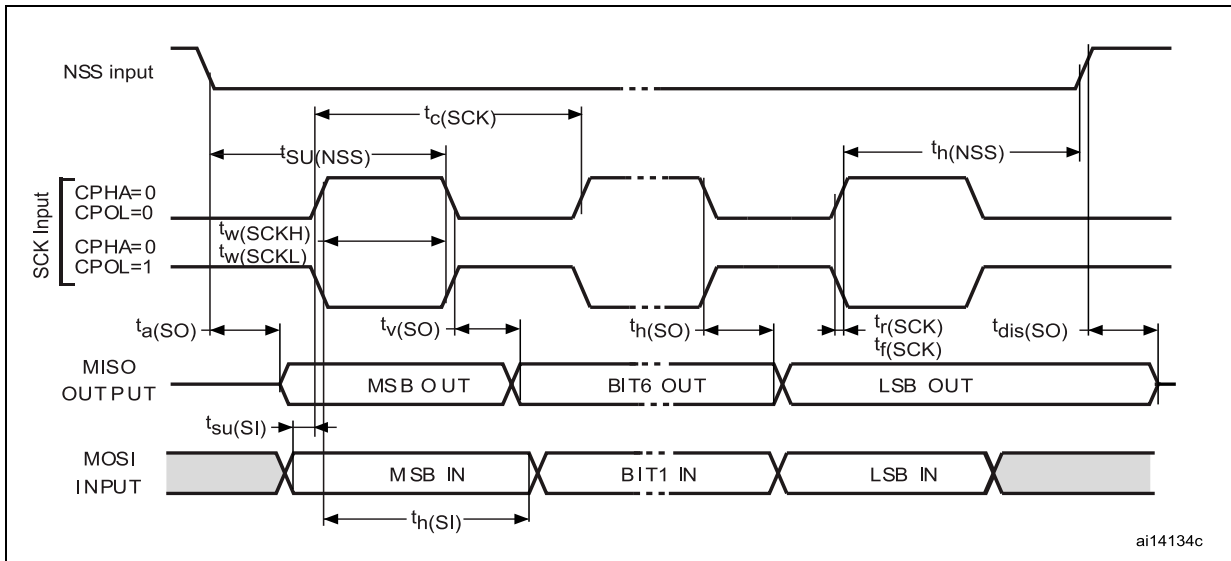 NSS input
tc(SCK)
tSU(NSS)
th(NSS)
SCK Input
CPHA=0
CPOL=0
tw(SCKH)
CPHA=0
tw(SCKL)
CPOL=1
ta(SO)
tv(SO)
th(SO)
tr(SCK)
tf(SCK)
tdis(SO)
MISO
OUTPUT
MSB OUT
BIT6 OUT
LSB OUT
tsu(SI)
MOSI
INPUT
MSB IN
BIT1 IN
LSB IN
th(SI)
ai14134c